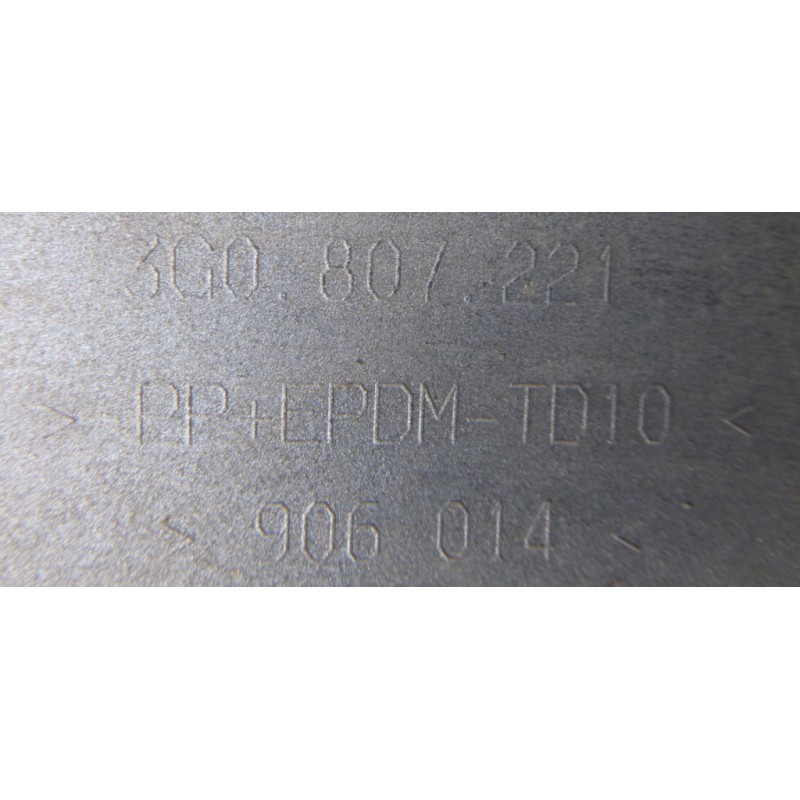 3G0.807.221
> PP+EPDM-TD10 <
> 906 014 <